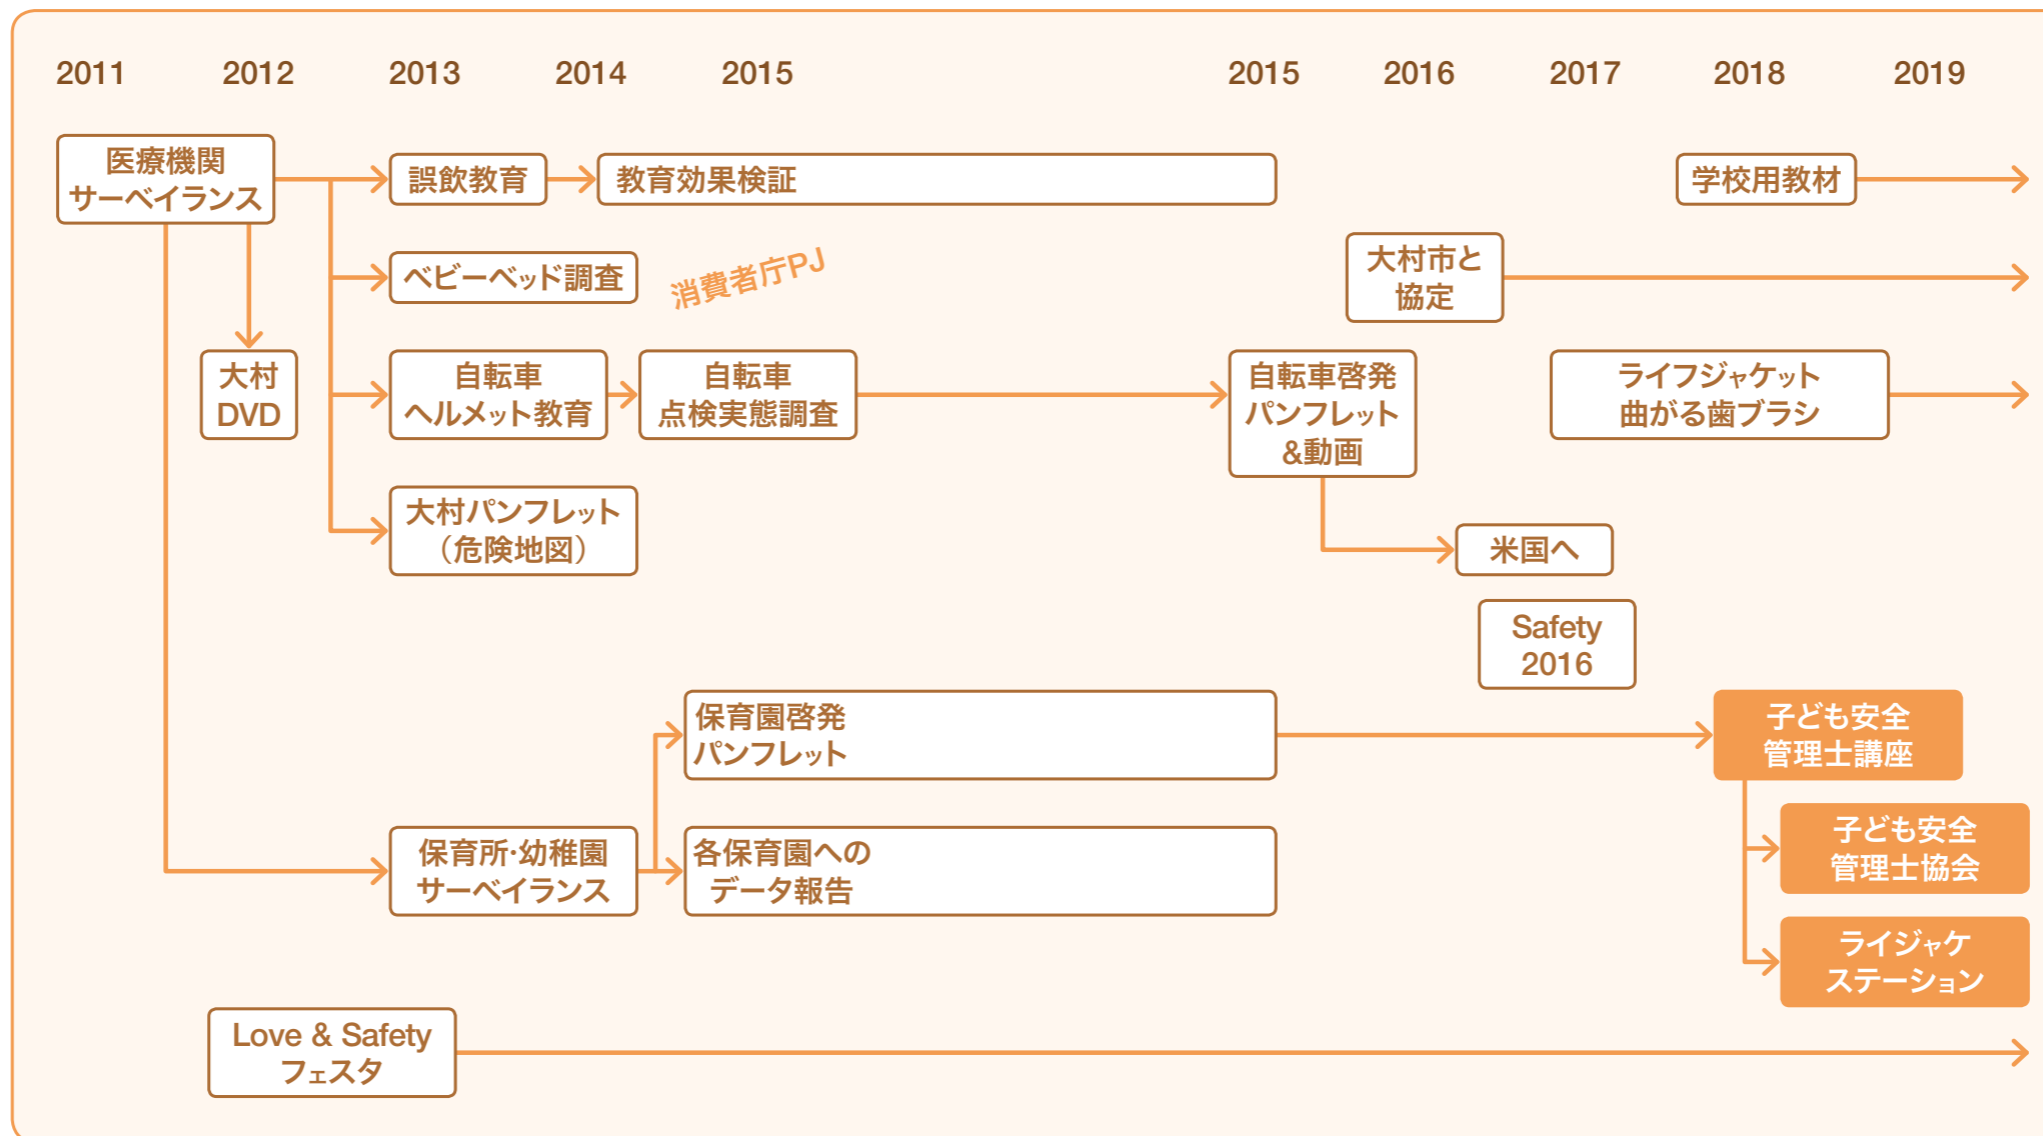 2011 2012 2013 2014 2015 2015 2016 2017 2018 2019
医療機関
サーベイランス
誤飲教育
教育効果検証
学校用教材
ベビーベッド調査
消費者庁PJ
大村市と
協定
大村
DVD
自転車
ヘルメット教育
自転車
点検実態調査
自転車啓発
パンフレット
&動画
ライフジャケット
曲がる歯ブラシ
大村パンフレット
（危険地図）
米国へ
Safety
2016
保育園啓発
パンフレット
子ども安全
管理士講座
保育所·幼稚園
サーベイランス
各保育園への
データ報告
子ども安全
管理士協会
ライジャケ
ステーション
Love & Safety
フェスタ